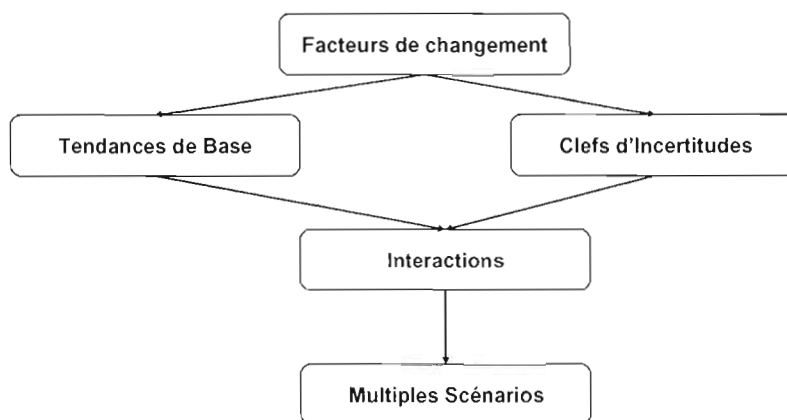 Facteurs de changement
Tendances de Base
Clefs d'Incertitudes
Interactions
Multiples Scénarios